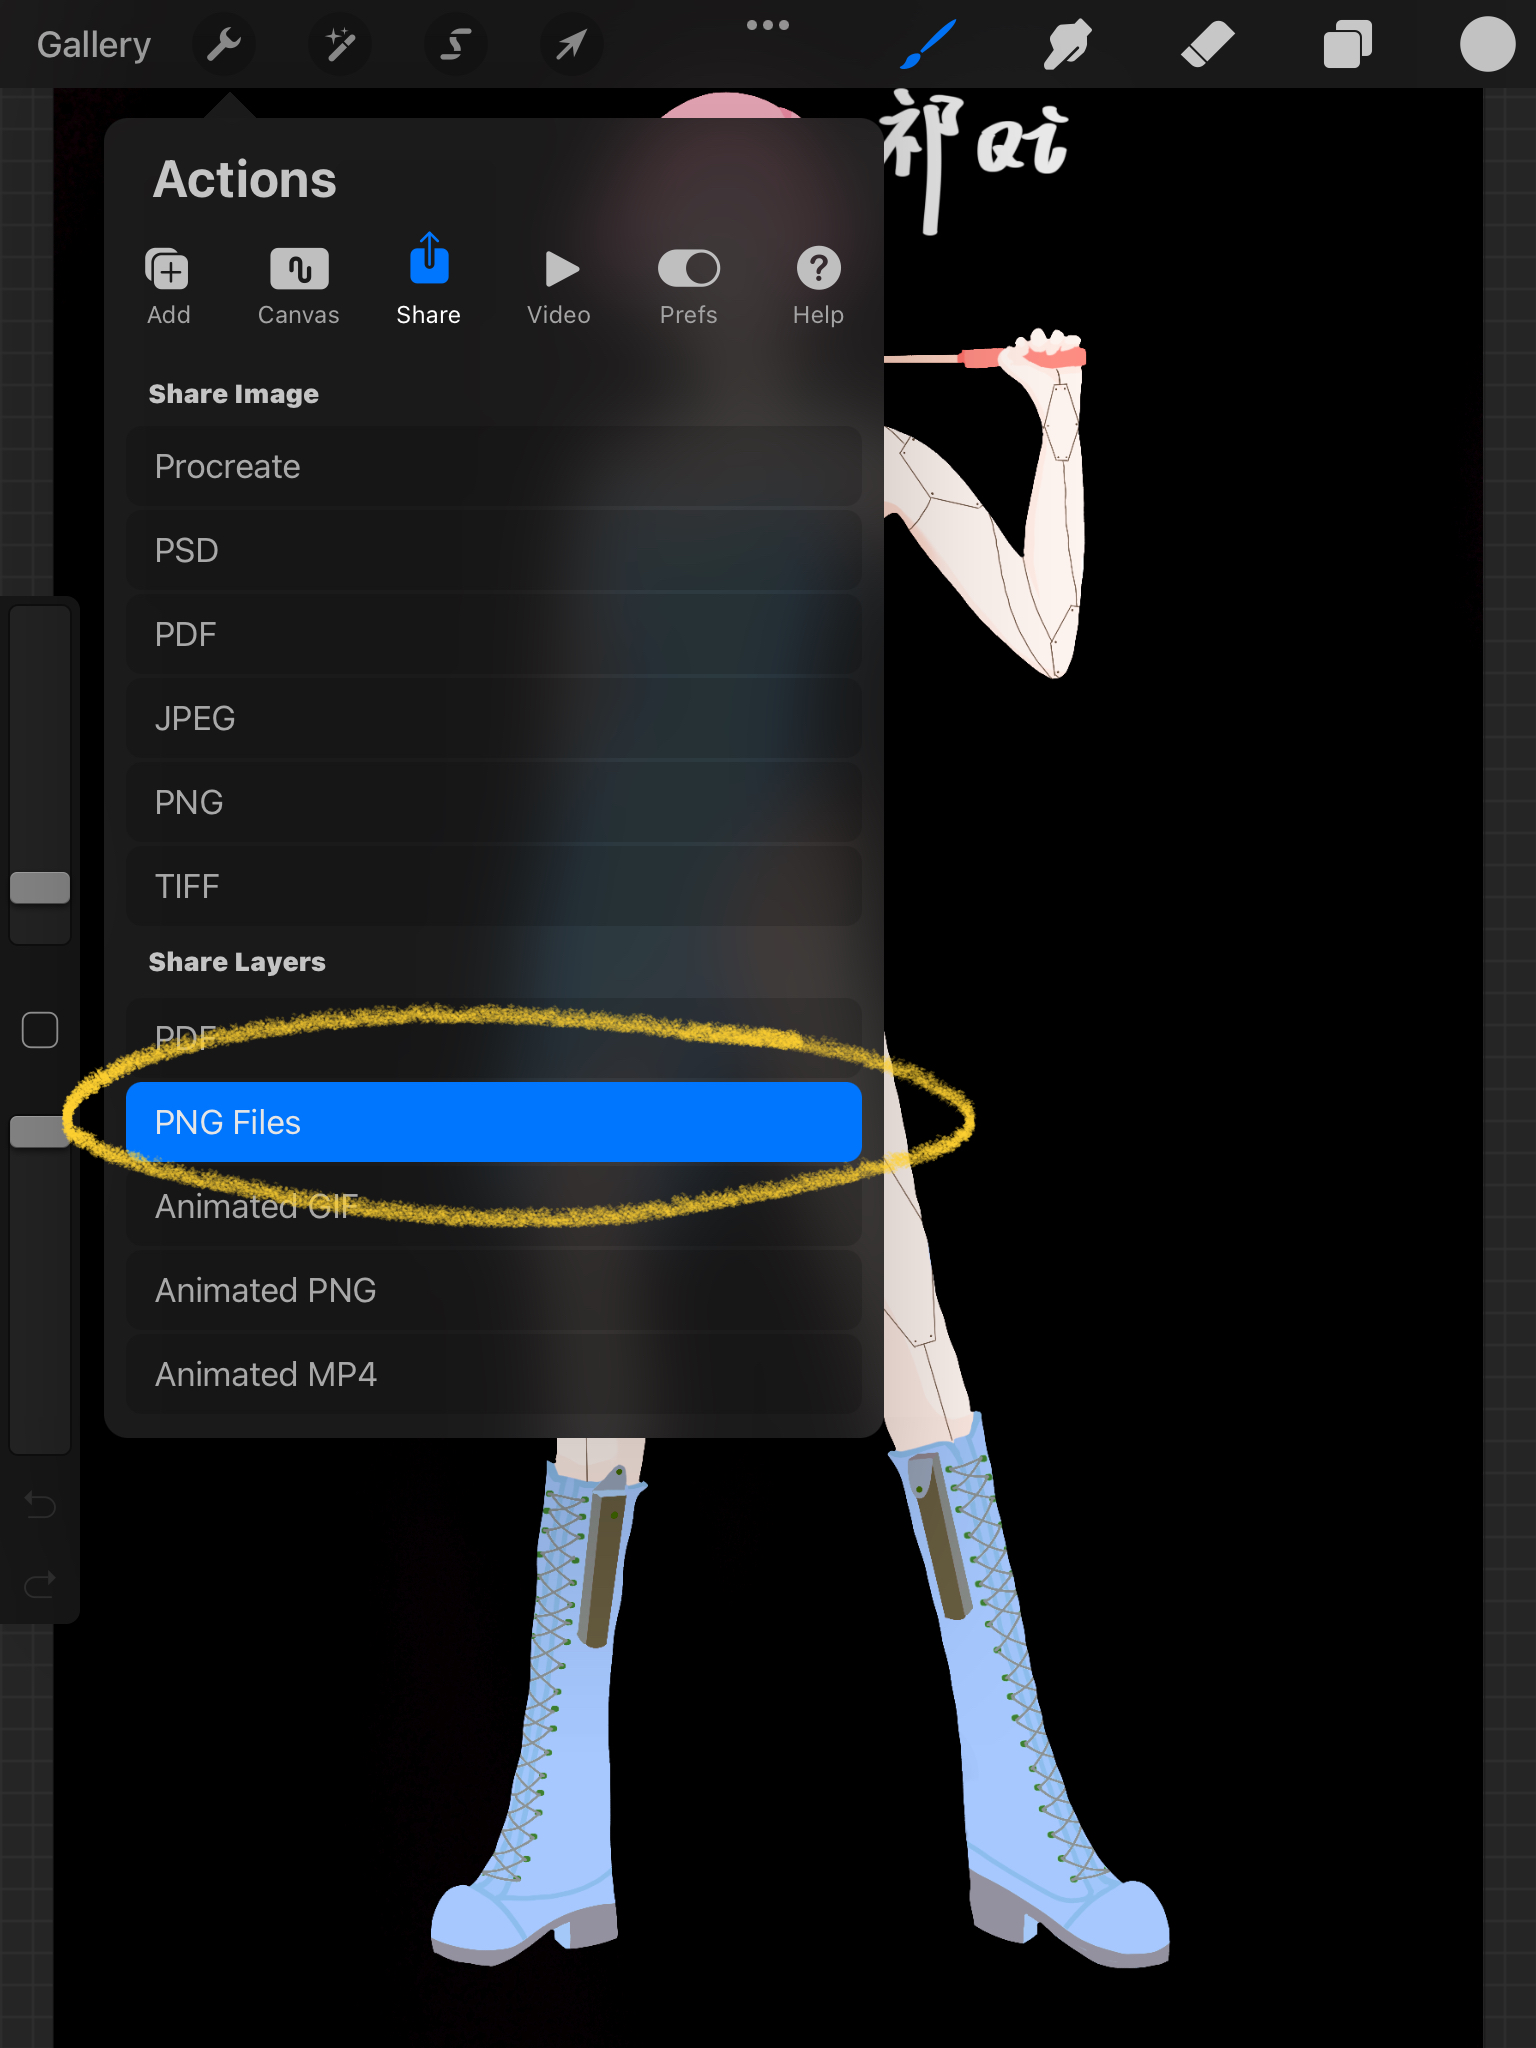 Gallery
祁 Qi
Actions
Add
Canvas
Share
Video
Prefs
Help
Share Image
Procreate
PSD
PDF
JPEG
PNG
TIFF
Share Layers
PDF
PNG Files
Animated GIF
Animated PNG
Animated MP4